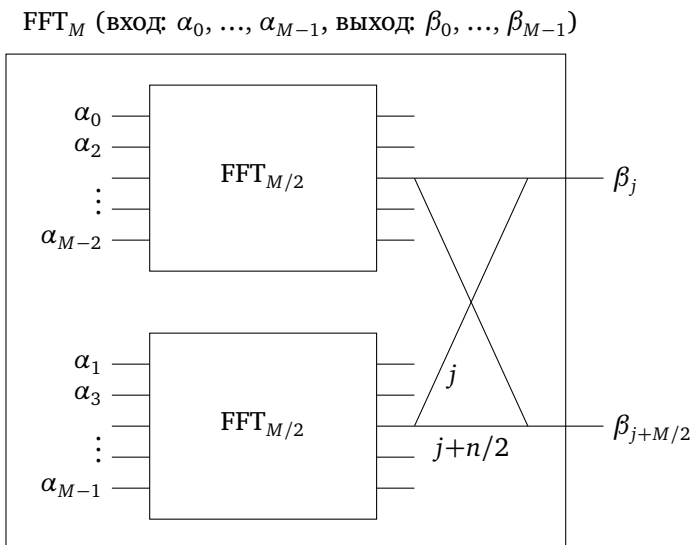 FFT_M (вход: α_0, ..., α_{M−1}, выход: β_0, ..., β_{M−1})
α_0
α_2
⋮
α_{M−2}
FFT_{M/2}
β_j
α_1
α_3
⋮
α_{M−1}
FFT_{M/2}
j
j+n/2
β_{j+M/2}